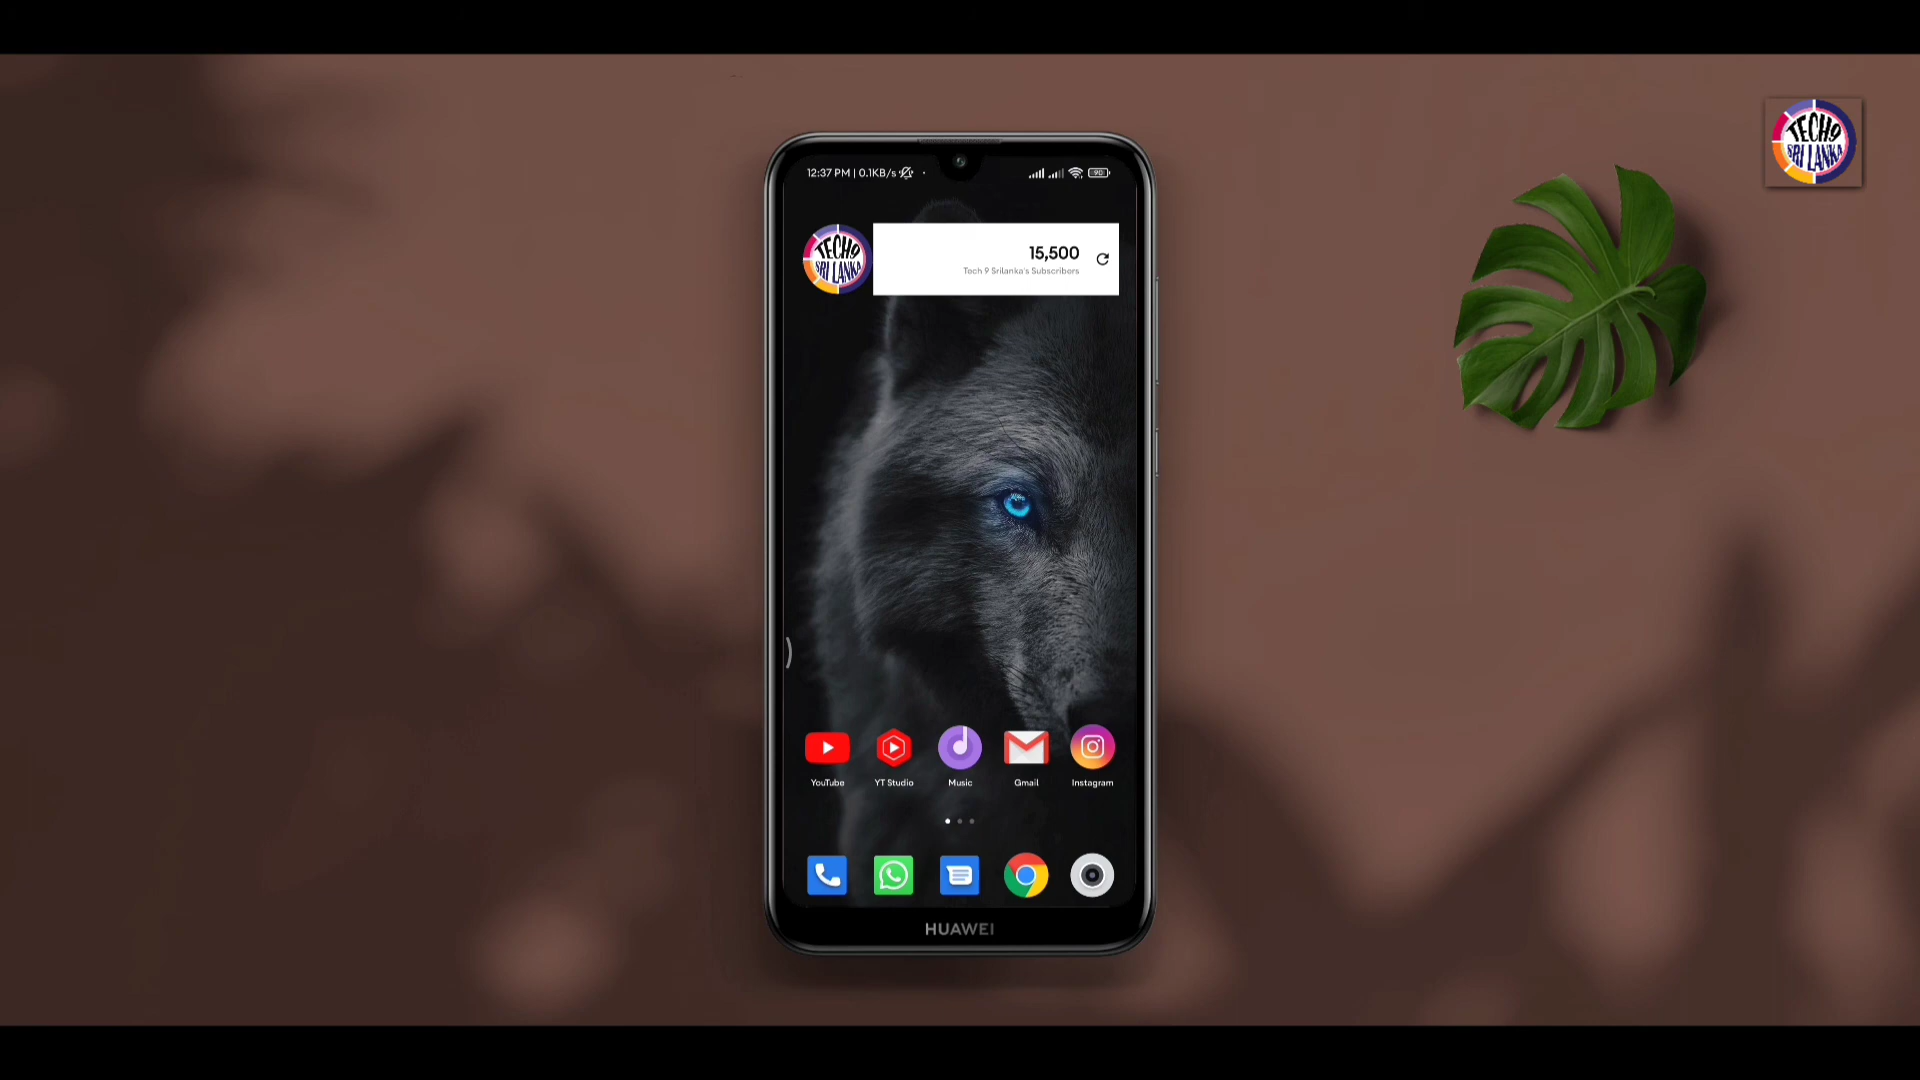 TECH9
SRI LANKA
12:37 PM | 0.1KB/s
90
TECH9
SRI LANKA
15,500
Tech 9 Srilanka's Subscribers
YouTube
YT Studio
Music
Gmail
Instagram
HUAWEI